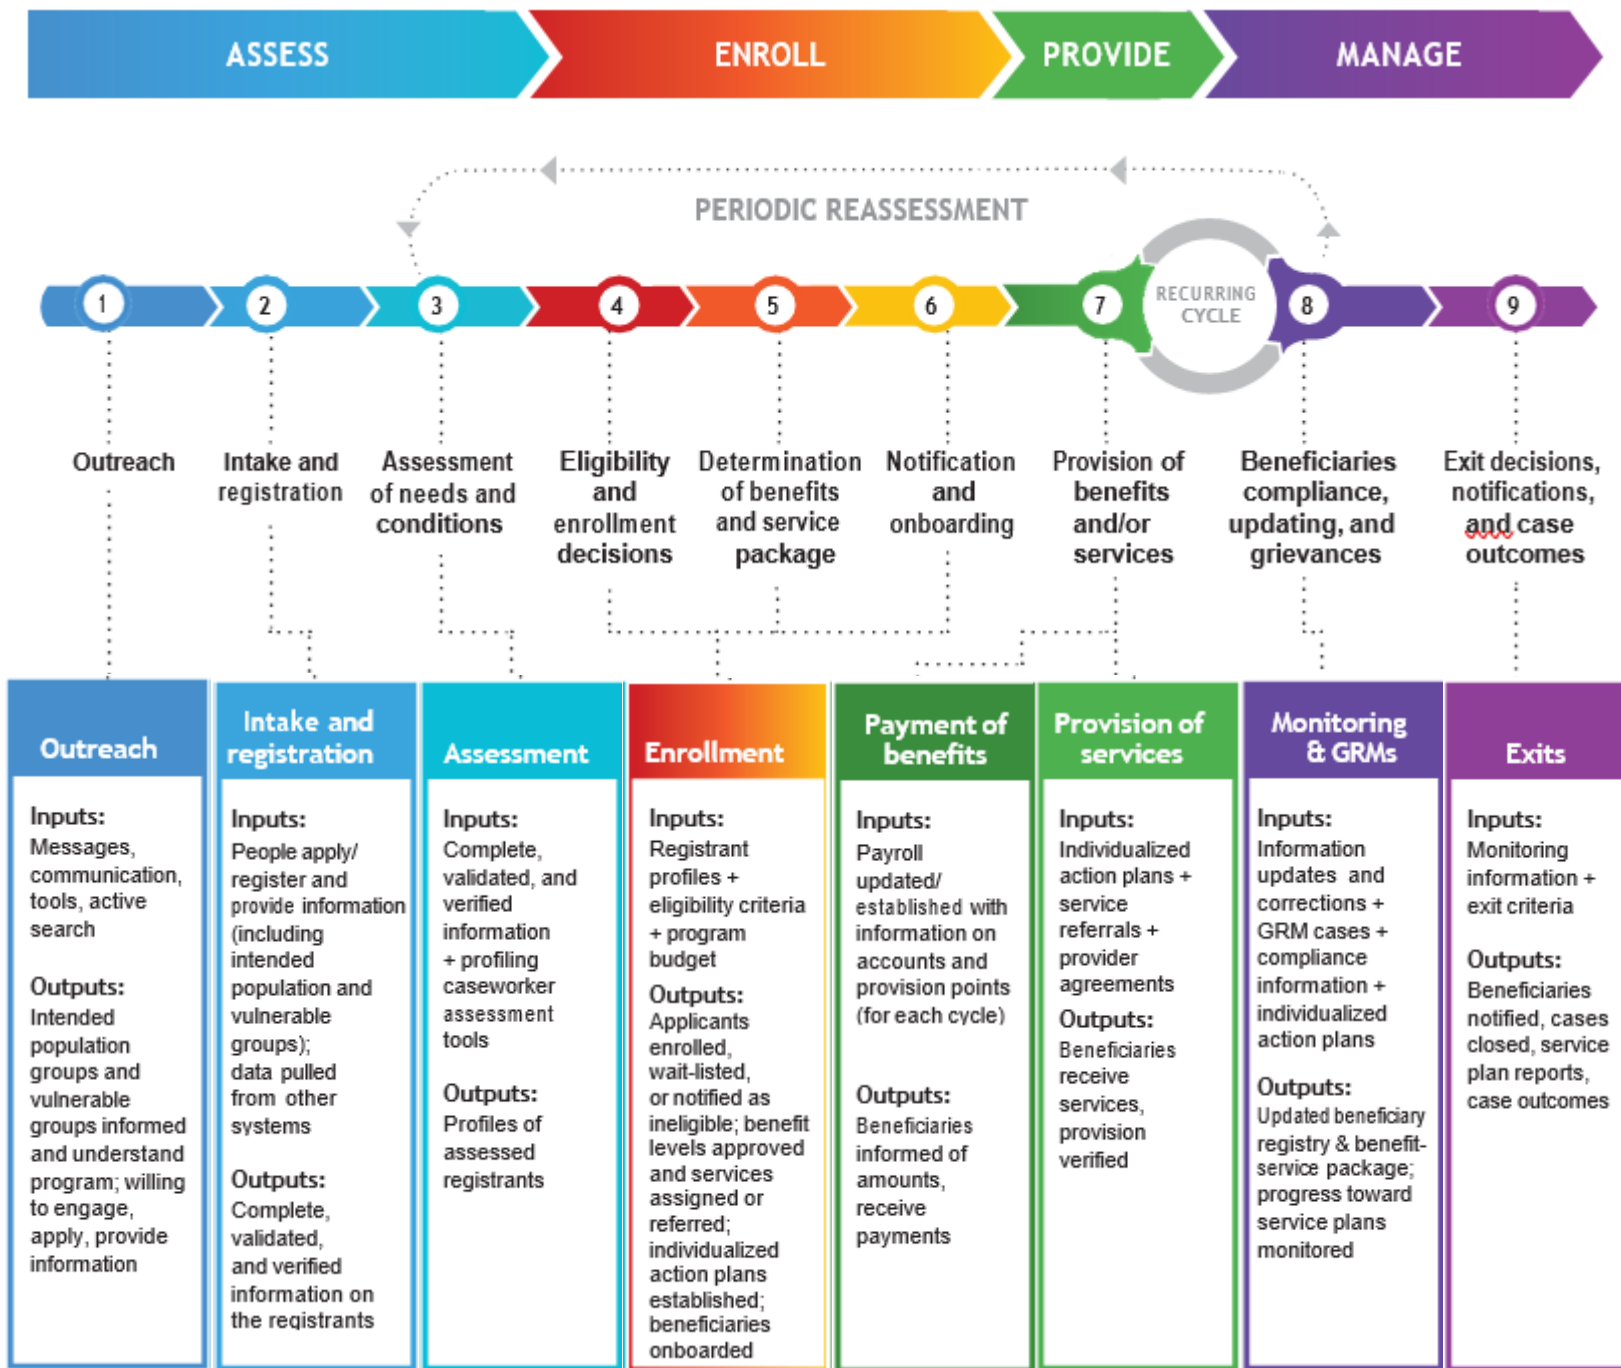 ASSESS
ENROLL
PROVIDE
MANAGE
PERIODIC REASSESSMENT
1
2
3
4
5
6
7
RECURRING
CYCLE
8
9
Outreach
Intake and
registration
Assessment
of needs and
conditions
Eligibility
and
enrollment
decisions
Determination
of benefits
and service
package
Notification
and
onboarding
Provision of
benefits
and/or
services
Beneficiaries
compliance,
updating, and
grievances
Exit decisions,
notifications,
and case
outcomes
Outreach
Inputs:
Messages,
communication,
tools, active
search
Outputs:
Intended
population
groups and
vulnerable
groups informed
and understand
program; willing
to engage,
apply, provide
information
Intake and
registration
Inputs:
People apply/
register and
provide information
(including
intended
population and
vulnerable
groups);
data pulled
from other
systems
Outputs:
Complete,
validated,
and verified
information on
the registrants
Assessment
Inputs:
Complete,
validated, and
verified
information
+ profiling
caseworker
assessment
tools
Outputs:
Profiles of
assessed
registrants
Enrollment
Inputs:
Registrant
profiles +
eligibility criteria
+ program
budget
Outputs:
Applicants
enrolled,
wait-listed,
or notified as
ineligible; benefit
levels approved
and services
assigned or
referred;
individualized
action plans
established;
beneficiaries
onboarded
Payment of
benefits
Inputs:
Payroll
updated/
established with
information on
accounts and
provision points
(for each cycle)
Outputs:
Beneficiaries
informed of
amounts,
receive
payments
Provision of
services
Inputs:
Individualized
action plans +
service
referrals +
provider
agreements
Outputs:
Beneficiaries
receive
services,
provision
verified
Monitoring
& GRMs
Inputs:
Information
updates and
corrections +
GRM cases +
compliance
information +
individualized
action plans
Outputs:
Updated beneficiary
registry & benefit-
service package;
progress toward
service plans
monitored
Exits
Inputs:
Monitoring
information +
exit criteria
Outputs:
Beneficiaries
notified, cases
closed, service
plan reports,
case outcomes